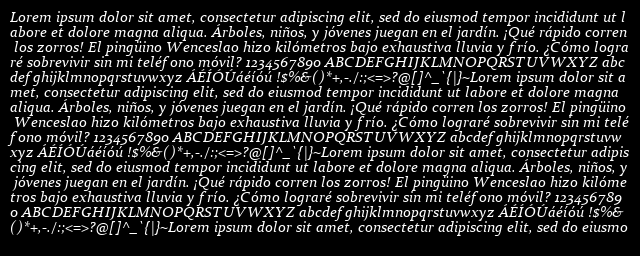 Lorem ipsum dolor sit amet, consectetur adipiscing elit, sed do eiusmod tempor incididunt ut l
abore et dolore magna aliqua. Árboles, niños, y jóvenes juegan en el jardín. ¡Qué rápido corren
los zorros! El pingüino Wenceslao hizo kilómetros bajo exhaustiva lluvia y frío. ¿Cómo logra
ré sobrevivir sin mi teléfono móvil? 1234567890 ABCDEFGHIJKLMNOPQRSTUVWXYZ abc
defghijklmnopqrstuvwxyz ÁÉÍÓÚáéíóú !$%&()*+,-./:;<=>?@[]^_`{|}~Lorem ipsum dolor sit a
met, consectetur adipiscing elit, sed do eiusmod tempor incididunt ut labore et dolore magna
aliqua. Árboles, niños, y jóvenes juegan en el jardín. ¡Qué rápido corren los zorros! El pingüino
Wenceslao hizo kilómetros bajo exhaustiva lluvia y frío. ¿Cómo lograré sobrevivir sin mi telé
fono móvil? 1234567890 ABCDEFGHIJKLMNOPQRSTUVWXYZ abcdefghijklmnopqrstuvw
xyz ÁÉÍÓÚáéíóú !$%&()*+,-./:;<=>?@[]^_`{|}~Lorem ipsum dolor sit amet, consectetur adipis
cing elit, sed do eiusmod tempor incididunt ut labore et dolore magna aliqua. Árboles, niños, y
jóvenes juegan en el jardín. ¡Qué rápido corren los zorros! El pingüino Wenceslao hizo kilóme
tros bajo exhaustiva lluvia y frío. ¿Cómo lograré sobrevivir sin mi teléfono móvil? 123456789
0 ABCDEFGHIJKLMNOPQRSTUVWXYZ abcdefghijklmnopqrstuvwxyz ÁÉÍÓÚáéíóú !$%&
()*+,-./:;<=>?@[]^_`{|}~Lorem ipsum dolor sit amet, consectetur adipiscing elit, sed do eiusmo